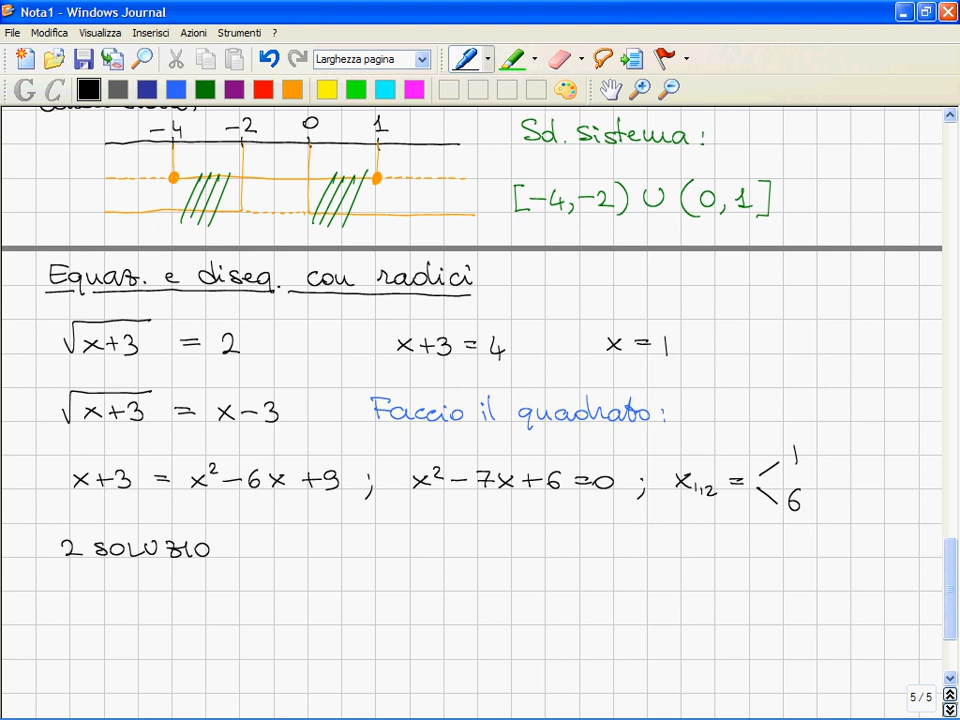 Nota1 - Windows Journal
File Modifica Visualizza Inserisci Azioni Strumenti ?
Larghezza pagina
-4 -2 0 1
Sol. sistema:
[-4,-2) ∪ (0,1]
Equaz. e diseq. con radici
√x+3 = 2 x+3=4 x=1
√x+3 = x-3 Faccio il quadrato:
x+3 = x²-6x+9 ; x²-7x+6=0 ; x₁,₂ = < 1 6
2 SOLUZIO
5 / 5